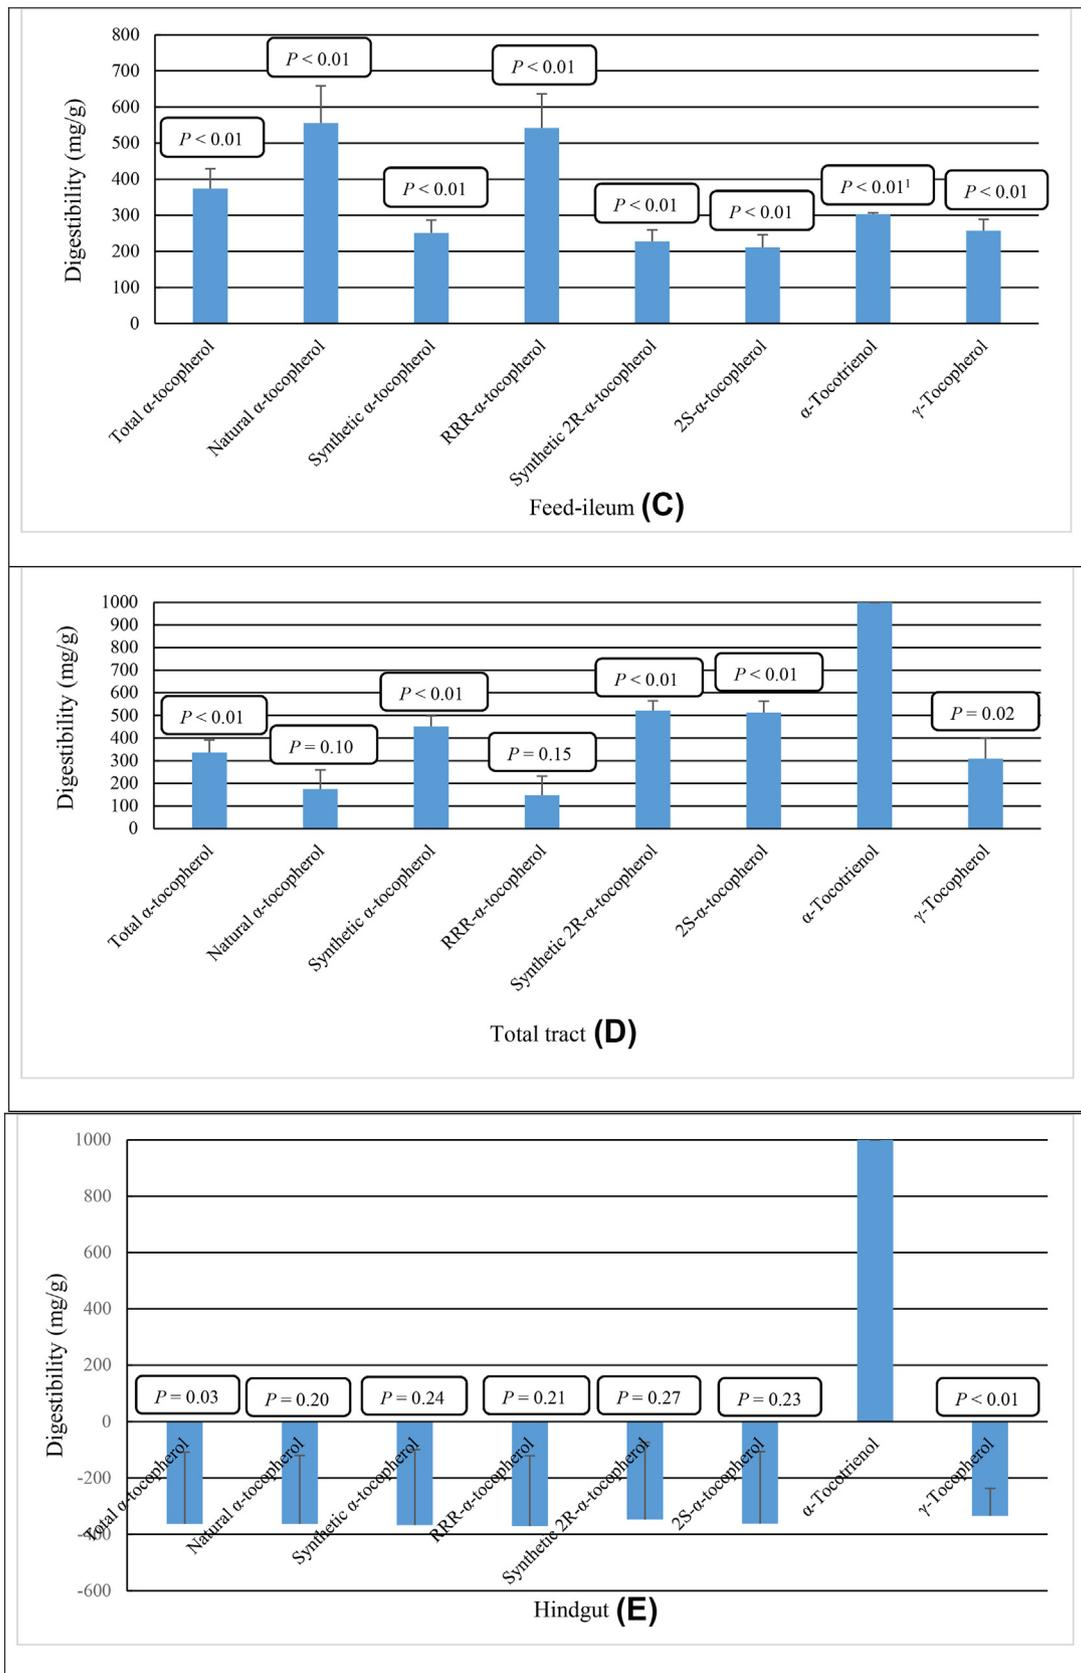 800
700
600
500
400
300
200
100
0
Digestibility (mg/g)
P < 0.01
P < 0.01
P < 0.01
P < 0.01
P < 0.01
P < 0.01
P < 0.01¹
P < 0.01
Total α-tocopherol
Natural α-tocopherol
Synthetic α-tocopherol
RRR-α-tocopherol
Synthetic 2R-α-tocopherol
2S-α-tocopherol
α-Tocotrienol
γ-Tocopherol
Feed-ileum (C)
1000
900
800
700
600
500
400
300
200
100
0
Digestibility (mg/g)
P < 0.01
P = 0.10
P < 0.01
P = 0.15
P < 0.01
P < 0.01
P = 0.02
Total α-tocopherol
Natural α-tocopherol
Synthetic α-tocopherol
RRR-α-tocopherol
Synthetic 2R-α-tocopherol
2S-α-tocopherol
α-Tocotrienol
γ-Tocopherol
Total tract (D)
1000
800
600
400
200
0
-200
-400
-600
Digestibility (mg/g)
P = 0.03
P = 0.20
P = 0.24
P = 0.21
P = 0.27
P = 0.23
P < 0.01
Total α-tocopherol
Natural α-tocopherol
Synthetic α-tocopherol
RRR-α-tocopherol
Synthetic 2R-α-tocopherol
2S-α-tocopherol
α-Tocotrienol
γ-Tocopherol
Hindgut (E)